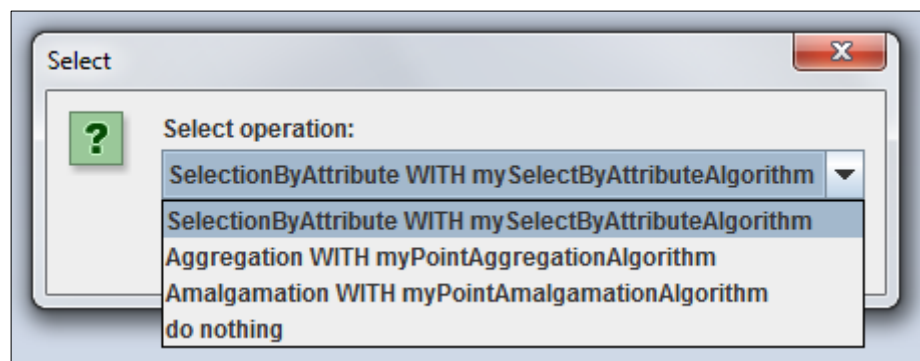 Select
Select operation:
SelectionByAttribute WITH mySelectByAttributeAlgorithm
SelectionByAttribute WITH mySelectByAttributeAlgorithm
Aggregation WITH myPointAggregationAlgorithm
Amalgamation WITH myPointAmalgamationAlgorithm
do nothing